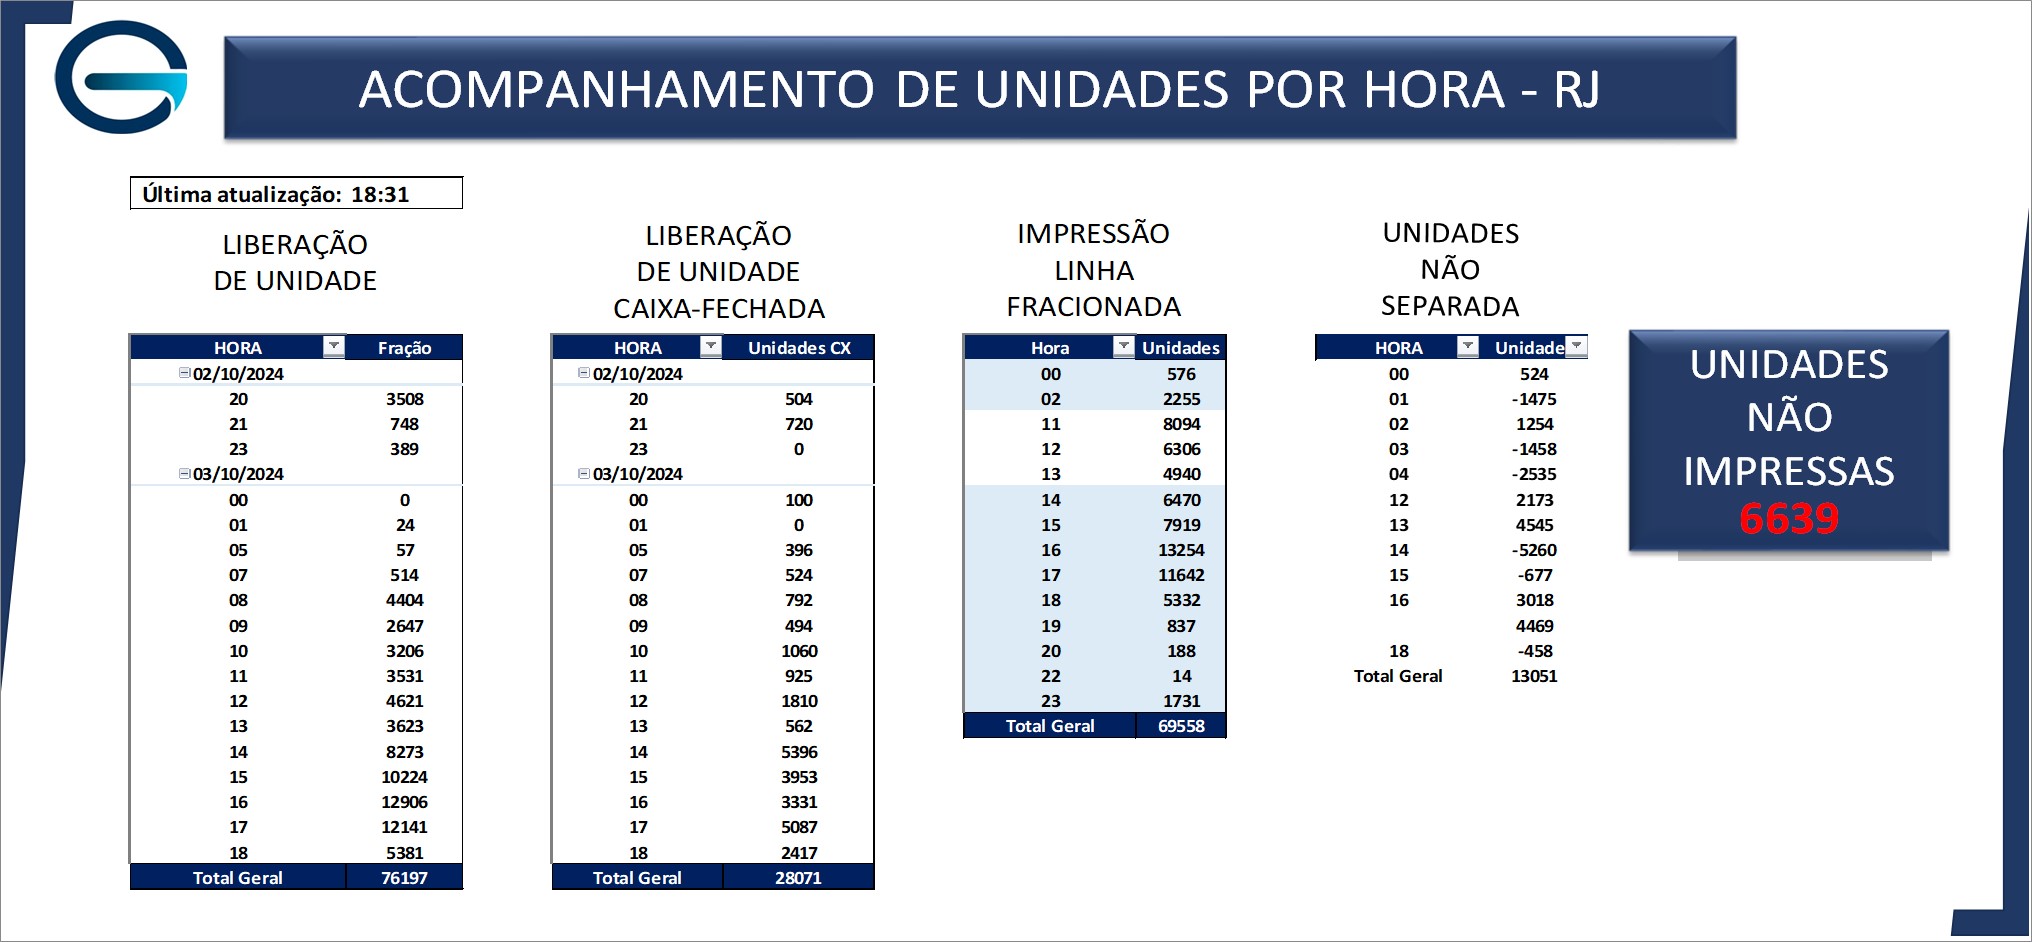 ACOMPANHAMENTO DE UNIDADES POR HORA - RJ
Última atualização: 18:31
LIBERAÇÃO
DE UNIDADE
HORA Fração
02/10/2024
20 3508
21 748
23 389
03/10/2024
00 0
01 24
05 57
07 514
08 4404
09 2647
10 3206
11 3531
12 4621
13 3623
14 8273
15 10224
16 12906
17 12141
18 5381
Total Geral 76197
LIBERAÇÃO
DE UNIDADE
CAIXA-FECHADA
HORA Unidades CX
02/10/2024
20 504
21 720
23 0
03/10/2024
00 100
01 0
05 396
07 524
08 792
09 494
10 1060
11 925
12 1810
13 562
14 5396
15 3953
16 3331
17 5087
18 2417
Total Geral 28071
IMPRESSÃO
LINHA
FRACIONADA
Hora Unidades
00 576
02 2255
11 8094
12 6306
13 4940
14 6470
15 7919
16 13254
17 11642
18 5332
19 837
20 188
22 14
23 1731
Total Geral 69558
UNIDADES
NÃO
SEPARADA
HORA Unidade
00 524
01 -1475
02 1254
03 -1458
04 -2535
12 2173
13 4545
14 -5260
15 -677
16 3018
4469
18 -458
Total Geral 13051
UNIDADES
NÃO
IMPRESSAS
6639